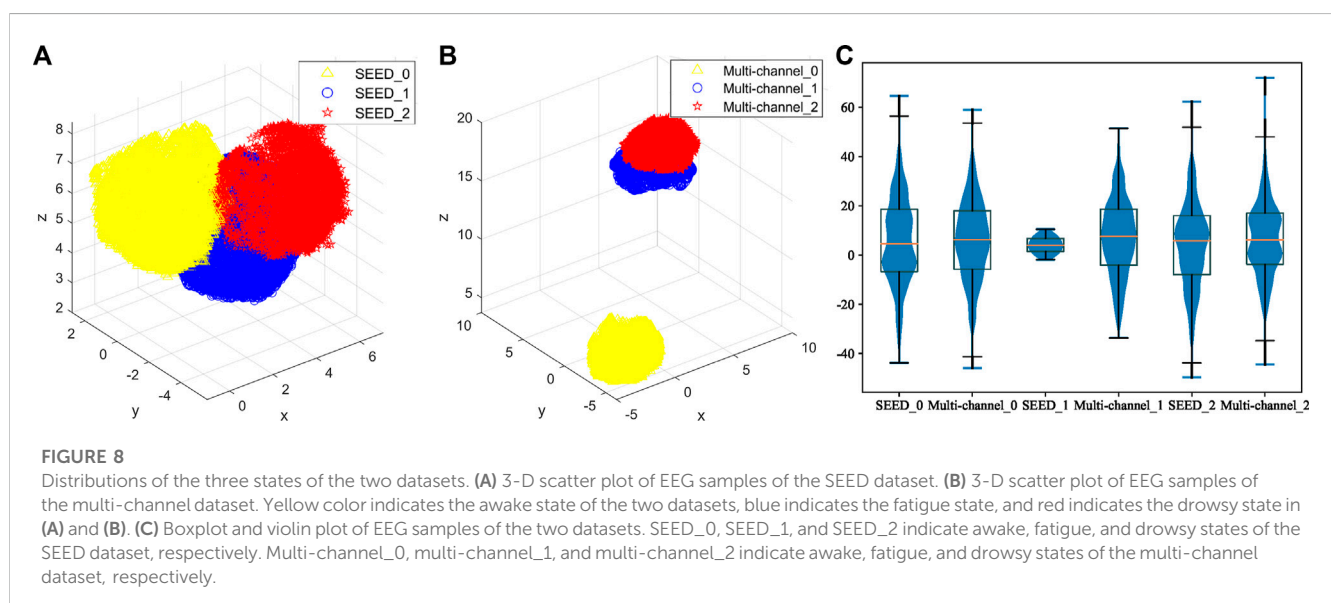 A
SEED_0
SEED_1
SEED_2
8
7
6
5
4
3
2
z
2
0
-2
-4
y
0
2
4
6
x
B
Multi-channel_0
Multi-channel_1
Multi-channel_2
20
15
10
5
z
10
5
0
-5
y
-5
0
5
10
x
C
60
40
20
0
-20
-40
SEED_0 Multi-channel_0 SEED_1 Multi-channel_1 SEED_2 Multi-channel_2
FIGURE 8
Distributions of the three states of the two datasets. (A) 3-D scatter plot of EEG samples of the SEED dataset. (B) 3-D scatter plot of EEG samples of
the multi-channel dataset. Yellow color indicates the awake state of the two datasets, blue indicates the fatigue state, and red indicates the drowsy state in
(A) and (B). (C) Boxplot and violin plot of EEG samples of the two datasets. SEED_0, SEED_1, and SEED_2 indicate awake, fatigue, and drowsy states of the
SEED dataset, respectively. Multi-channel_0, multi-channel_1, and multi-channel_2 indicate awake, fatigue, and drowsy states of the multi-channel
dataset, respectively.